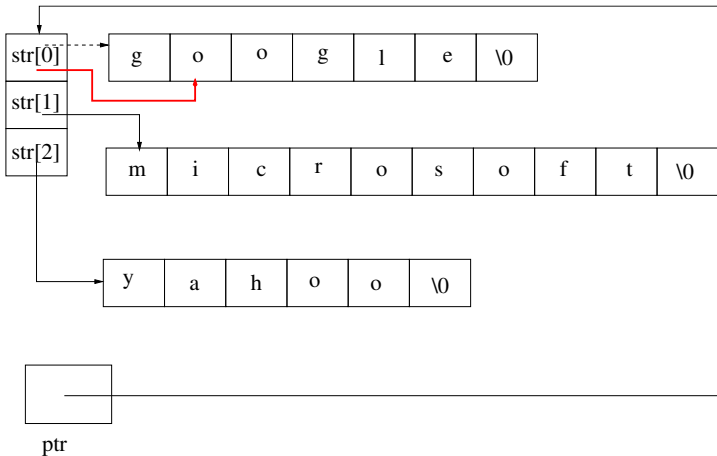 str[0] g o o g l e \0
str[1]
str[2] m i c r o s o f t \0
y a h o o \0
ptr